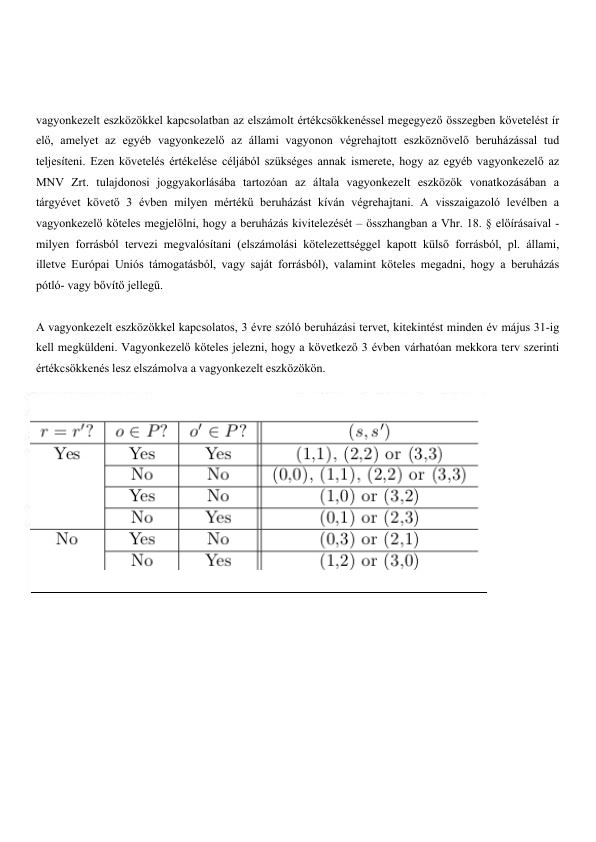 vagyonkezelt eszközökkel kapcsolatban az elszámolt értékcsökkenéssel megegyező összegben követelést ír
elő, amelyet az egyéb vagyonkezelő az állami vagyonon végrehajtott eszköznövelő beruházással tud
teljesíteni. Ezen követelés értékelése céljából szükséges annak ismerete, hogy az egyéb vagyonkezelő az
MNV Zrt. tulajdonosi joggyakorlásába tartozóan az általa vagyonkezelt eszközök vonatkozásában a
tárgyévet követő 3 évben milyen mértékű beruházást kíván végrehajtani. A visszaigazoló levélben a
vagyonkezelő köteles megjelölni, hogy a beruházás kivitelezését – összhangban a Vhr. 18. § előírásaival -
milyen forrásból tervezi megvalósítani (elszámolási kötelezettséggel kapott külső forrásból, pl. állami,
illetve Európai Uniós támogatásból, vagy saját forrásból), valamint köteles megadni, hogy a beruházás
pótló- vagy bővítő jellegű.
A vagyonkezelt eszközökkel kapcsolatos, 3 évre szóló beruházási tervet, kitekintést minden év május 31-ig
kell megküldeni. Vagyonkezelő köteles jelezni, hogy a következő 3 évben várhatóan mekkora terv szerinti
értékcsökkenés lesz elszámolva a vagyonkezelt eszközökön.
r = r′? o ∈ P? o′ ∈ P? (s, s′)
Yes Yes Yes (1,1), (2,2) or (3,3)
No No (0,0), (1,1), (2,2) or (3,3)
Yes No (1,0) or (3,2)
No Yes (0,1) or (2,3)
No Yes No (0,3) or (2,1)
No Yes (1,2) or (3,0)